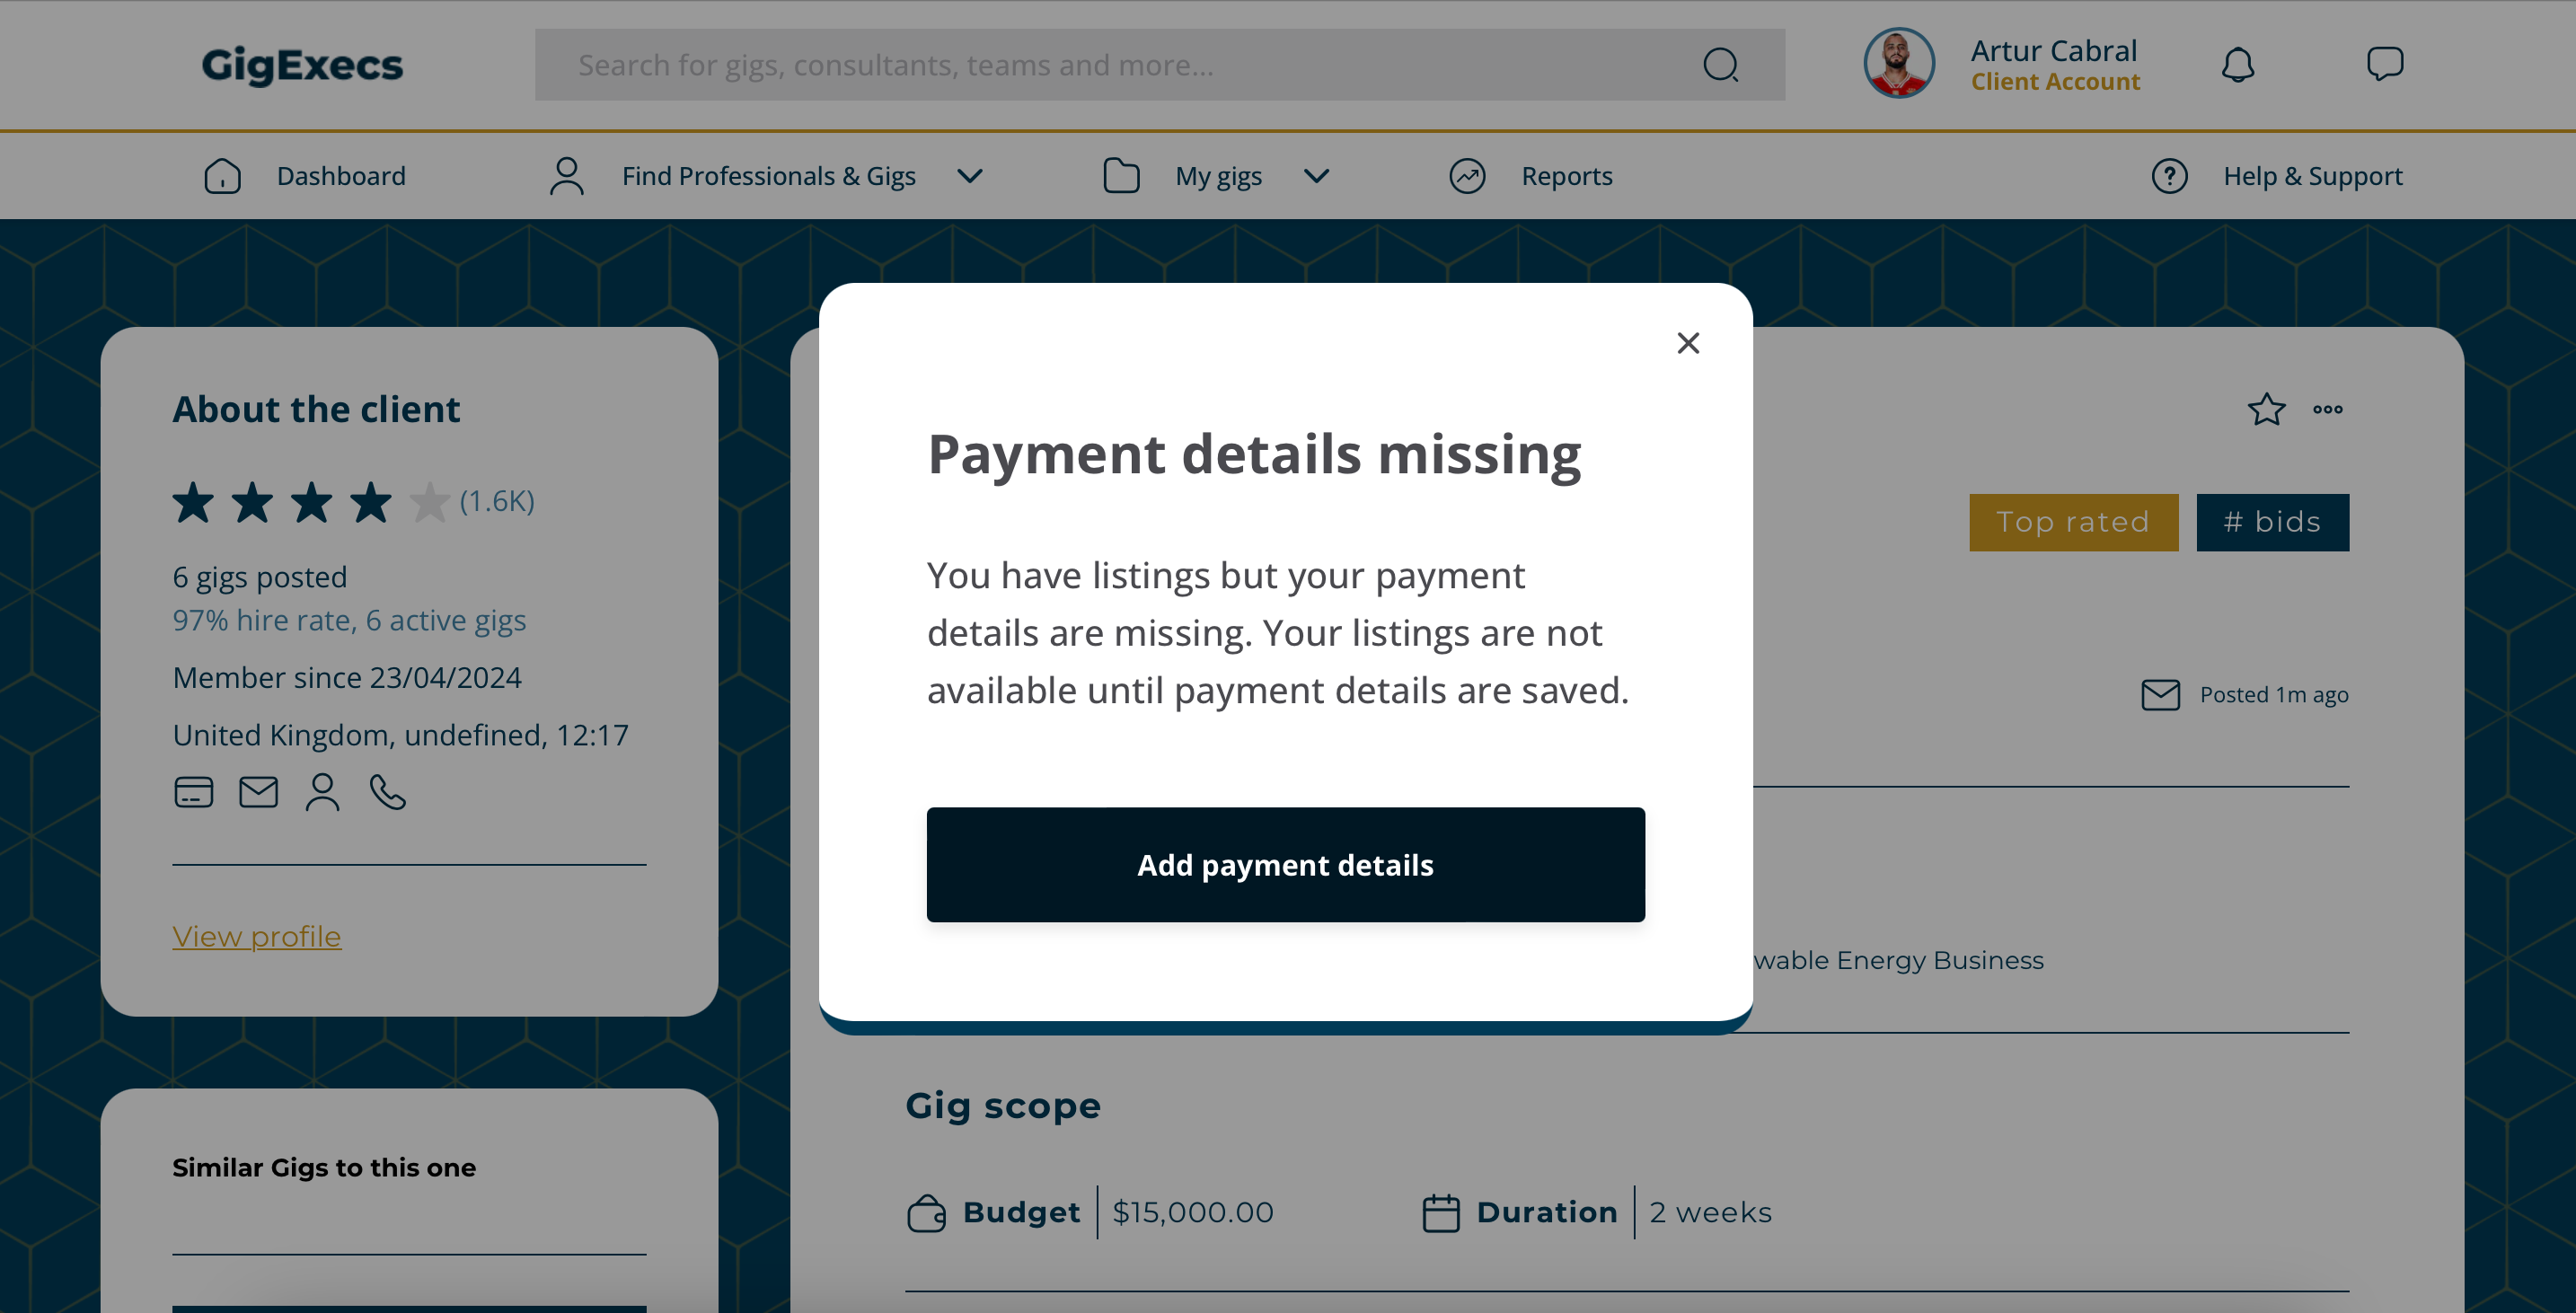 GigExecs
Search for gigs, consultants, teams and more...
Artur Cabral
Client Account
Dashboard
Find Professionals & Gigs
My gigs
Reports
Help & Support
About the client
(1.6K)
6 gigs posted
97% hire rate, 6 active gigs
Member since 23/04/2024
United Kingdom, undefined, 12:17
View profile
Similar Gigs to this one
Payment details missing
You have listings but your payment
details are missing. Your listings are not
available until payment details are saved.
Add payment details
Top rated
# bids
Posted 1m ago
wable Energy Business
Gig scope
Budget
$15,000.00
Duration
2 weeks